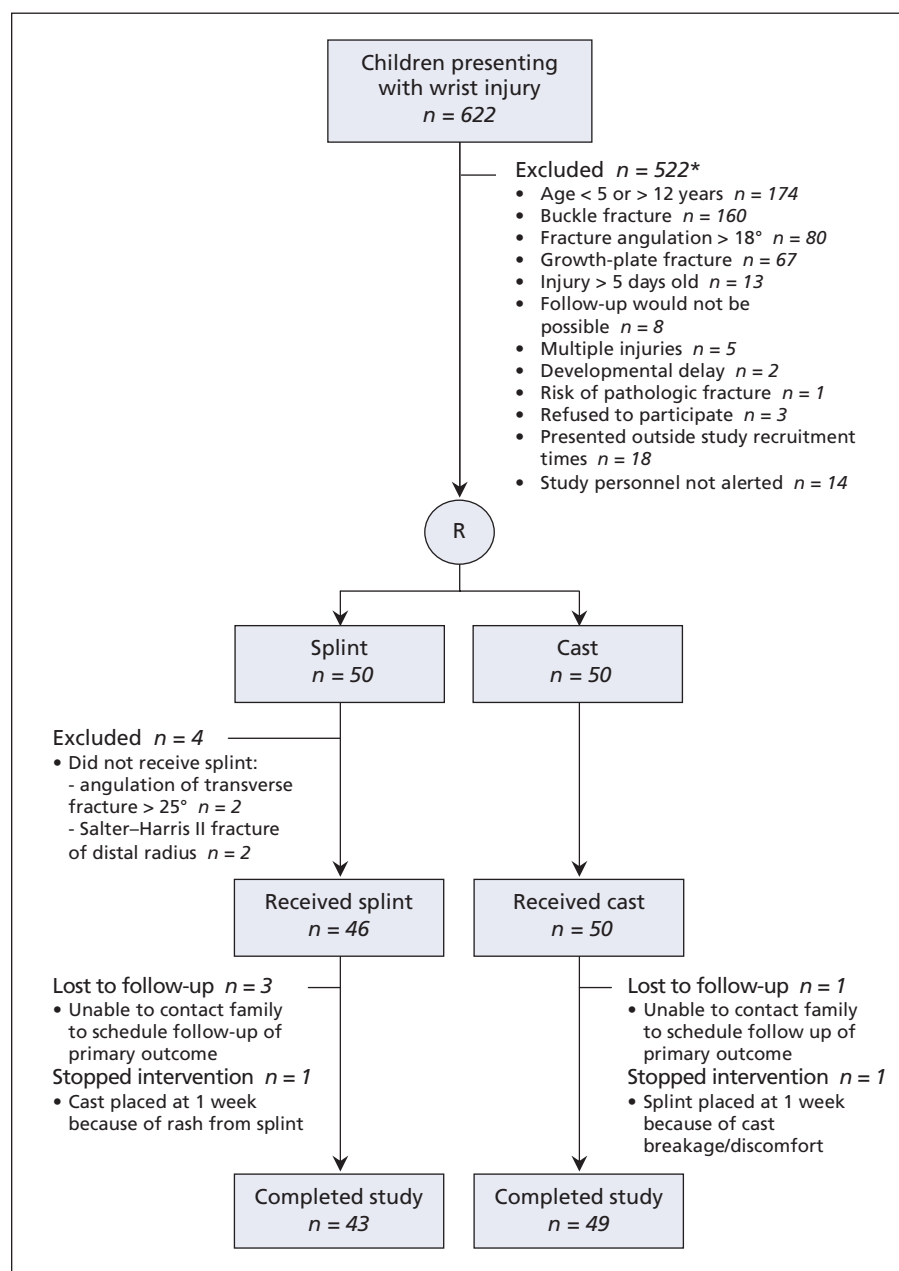 Children presenting
with wrist injury
n = 622
Excluded n = 522*
• Age < 5 or > 12 years n = 174
• Buckle fracture n = 160
• Fracture angulation > 18° n = 80
• Growth-plate fracture n = 67
• Injury > 5 days old n = 13
• Follow-up would not be
possible n = 8
• Multiple injuries n = 5
• Developmental delay n = 2
• Risk of pathologic fracture n = 1
• Refused to participate n = 3
• Presented outside study recruitment
times n = 18
• Study personnel not alerted n = 14
R
Splint
n = 50
Cast
n = 50
Excluded n = 4
• Did not receive splint:
- angulation of transverse
fracture > 25° n = 2
- Salter–Harris II fracture
of distal radius n = 2
Received splint
n = 46
Received cast
n = 50
Lost to follow-up n = 3
• Unable to contact family
to schedule follow-up of
primary outcome
Stopped intervention n = 1
• Cast placed at 1 week
because of rash from splint
Lost to follow-up n = 1
• Unable to contact family
to schedule follow up of
primary outcome
Stopped intervention n = 1
• Splint placed at 1 week
because of cast
breakage/discomfort
Completed study
n = 43
Completed study
n = 49